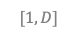 [1, D]